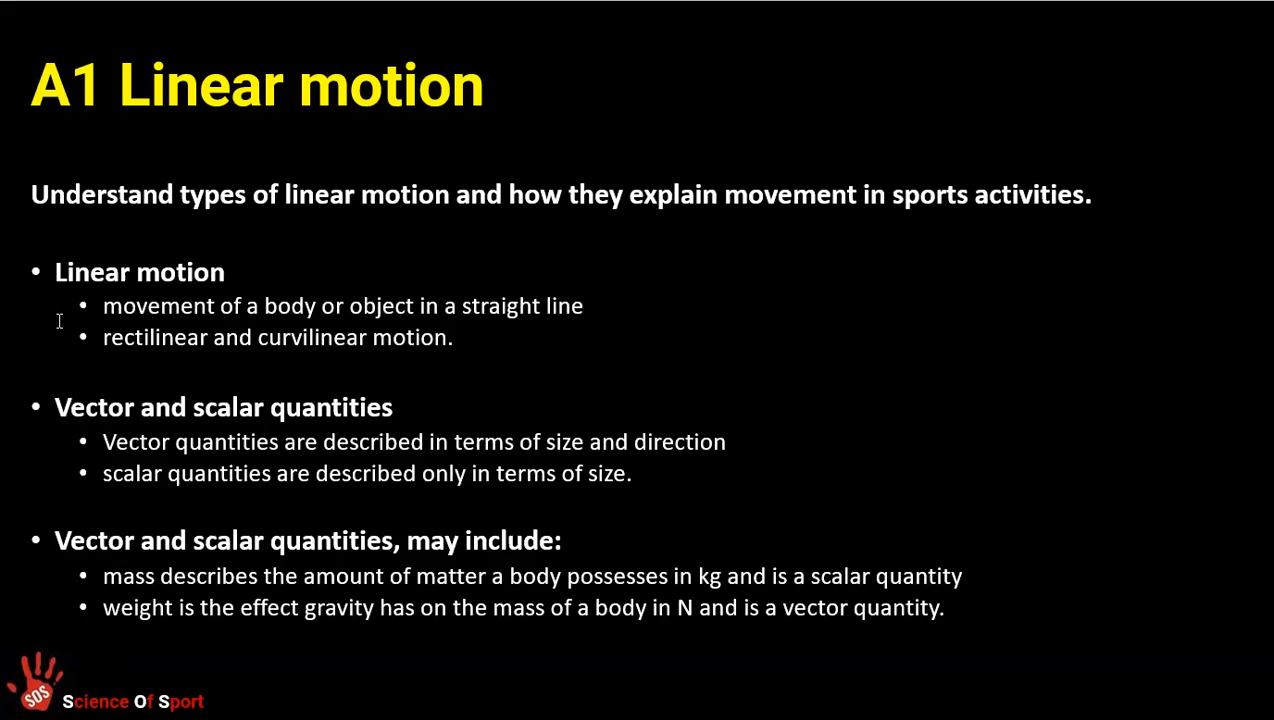 A1 Linear motion
Understand types of linear motion and how they explain movement in sports activities.
• Linear motion
• movement of a body or object in a straight line
• rectilinear and curvilinear motion.
• Vector and scalar quantities
• Vector quantities are described in terms of size and direction
• scalar quantities are described only in terms of size.
• Vector and scalar quantities, may include:
• mass describes the amount of matter a body possesses in kg and is a scalar quantity
• weight is the effect gravity has on the mass of a body in N and is a vector quantity.
SOS
Science Of Sport